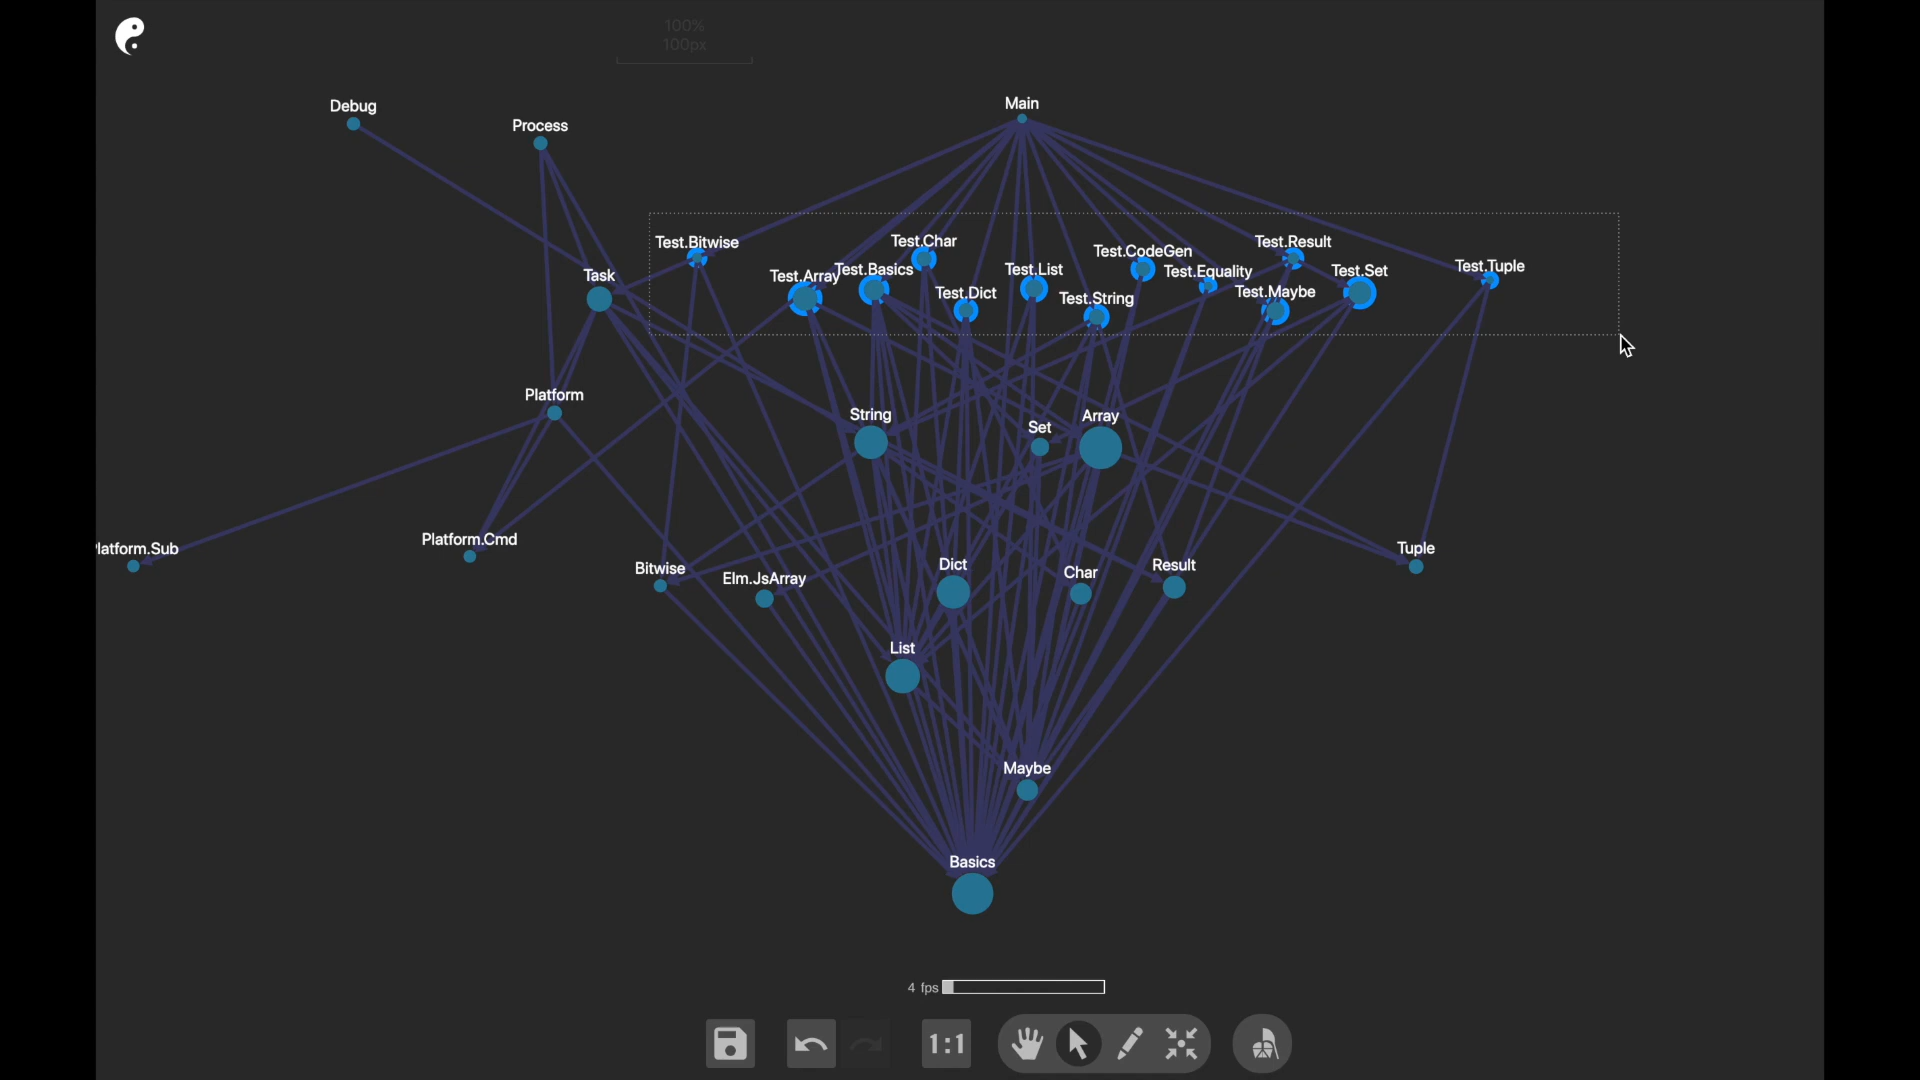 100%
100px
Main
Debug
Process
Test.Bitwise
Test.Char
Test.Result
Test.CodeGen
Test.Tuple
Test.List
Test.Basics
Test.Equality
Test.Set
Task
Test.Array
Test.Dict
Test.Maybe
Test.String
Platform
String
Array
Set
Platform.Cmd
latform.Sub
Tuple
Dict
Result
Bitwise
Char
Elm.JsArray
List
Maybe
Basics
4 fps
1:1